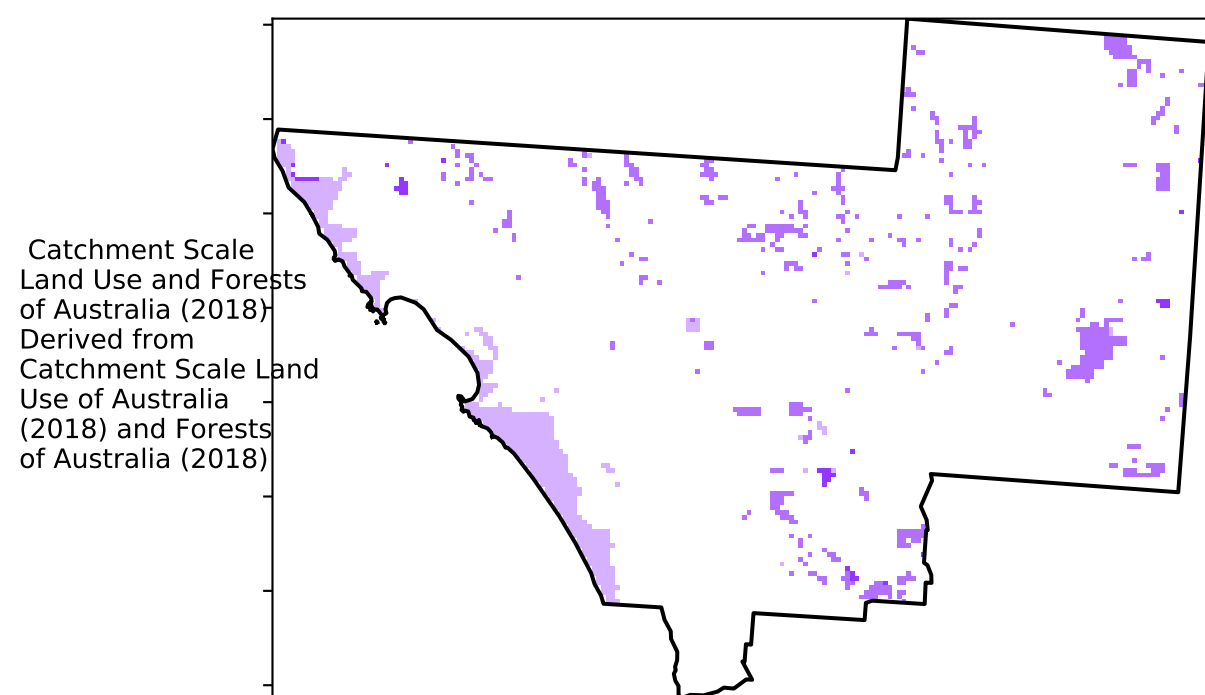 Catchment Scale
Land Use and Forests
of Australia (2018)
Derived from
Catchment Scale Land
Use of Australia
(2018) and Forests
of Australia (2018)